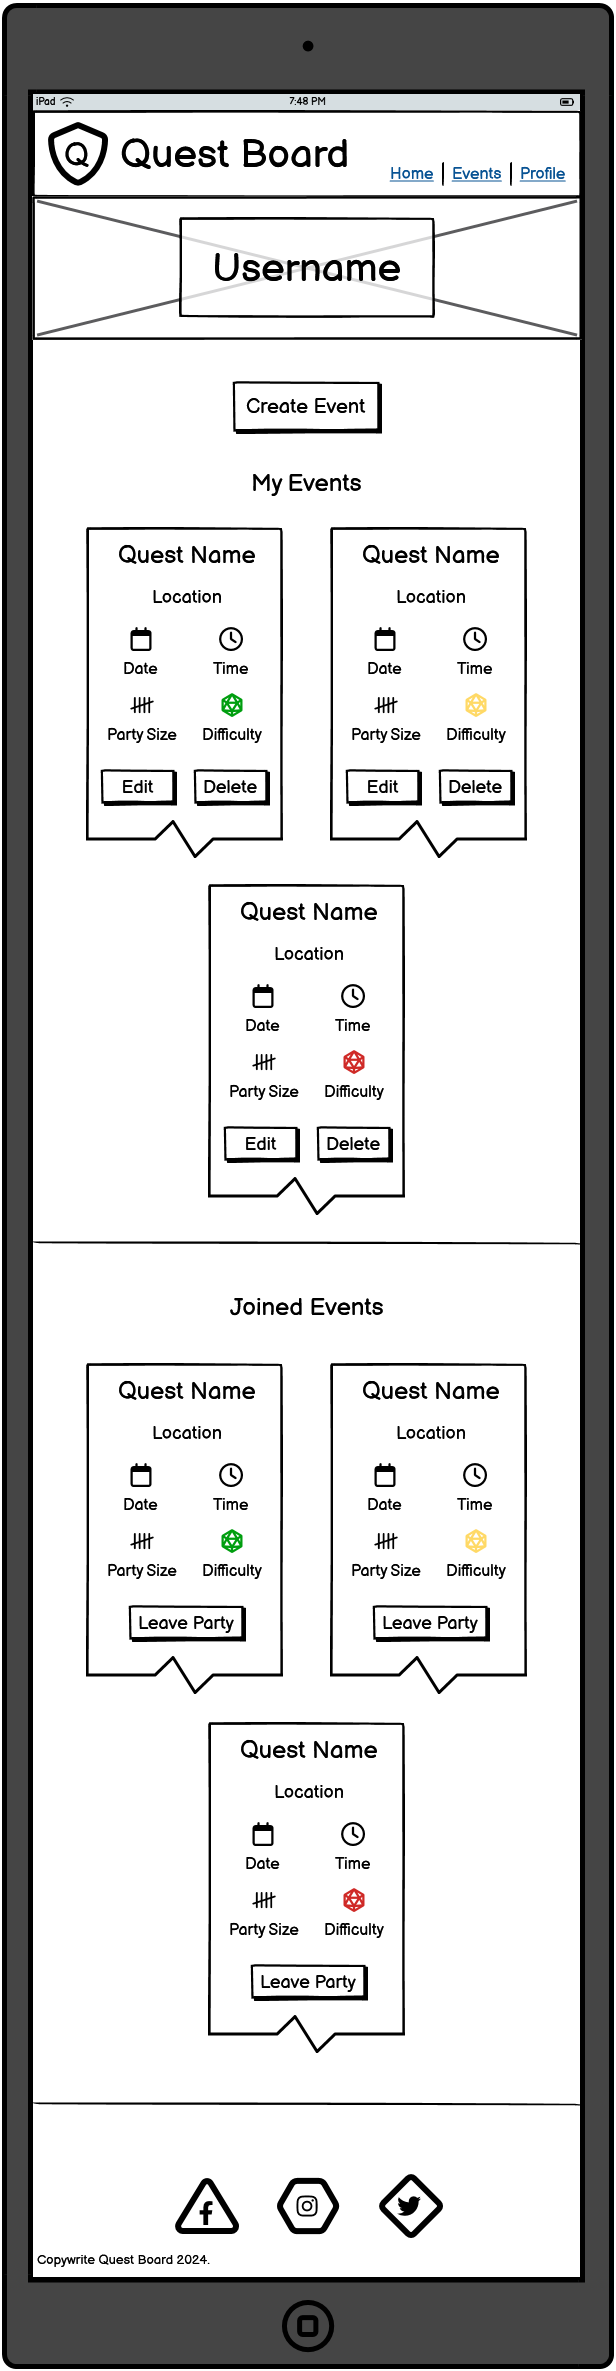 iPad 7:48 PM
Q Quest Board
Home Events Profile
Username
Create Event
My Events
Quest Name Quest Name
Location Location
Date Time Date Time
Party Size Difficulty Party Size Difficulty
Edit Delete Edit Delete
Quest Name
Location
Date Time
Party Size Difficulty
Edit Delete
Joined Events
Quest Name Quest Name
Location Location
Date Time Date Time
Party Size Difficulty Party Size Difficulty
Leave Party Leave Party
Quest Name
Location
Date Time
Party Size Difficulty
Leave Party
Copywrite Quest Board 2024.